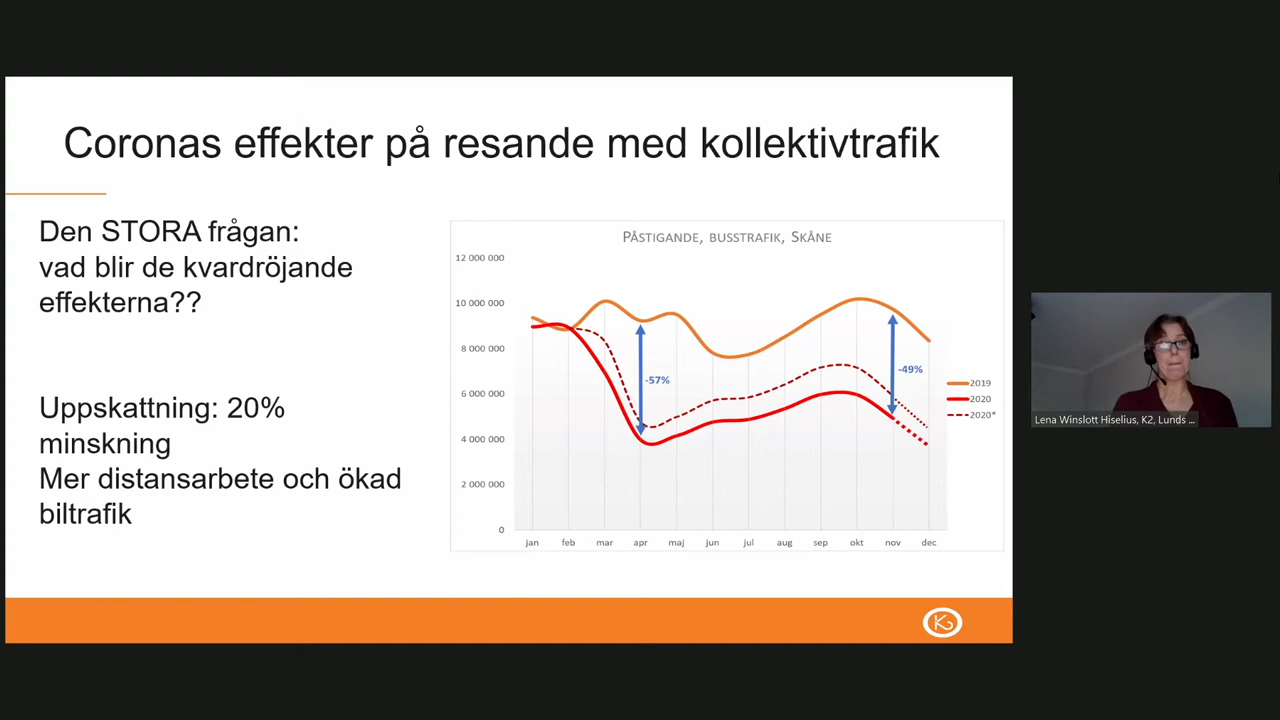 Coronas effekter på resande med kollektivtrafik
Den STORA frågan:
vad blir de kvardröjande
effekterna??
Uppskattning: 20%
minskning
Mer distansarbete och ökad
biltrafik
PÅSTIGANDE, BUSSTRAFIK, SKÅNE
12 000 000
10 000 000
8 000 000
6 000 000
4 000 000
2 000 000
0
jan feb mar apr maj jun jul aug sep okt nov dec
-57%
-49%
2019
2020
2020*
K2
Lena Winslott Hiselius, K2, Lunds ...